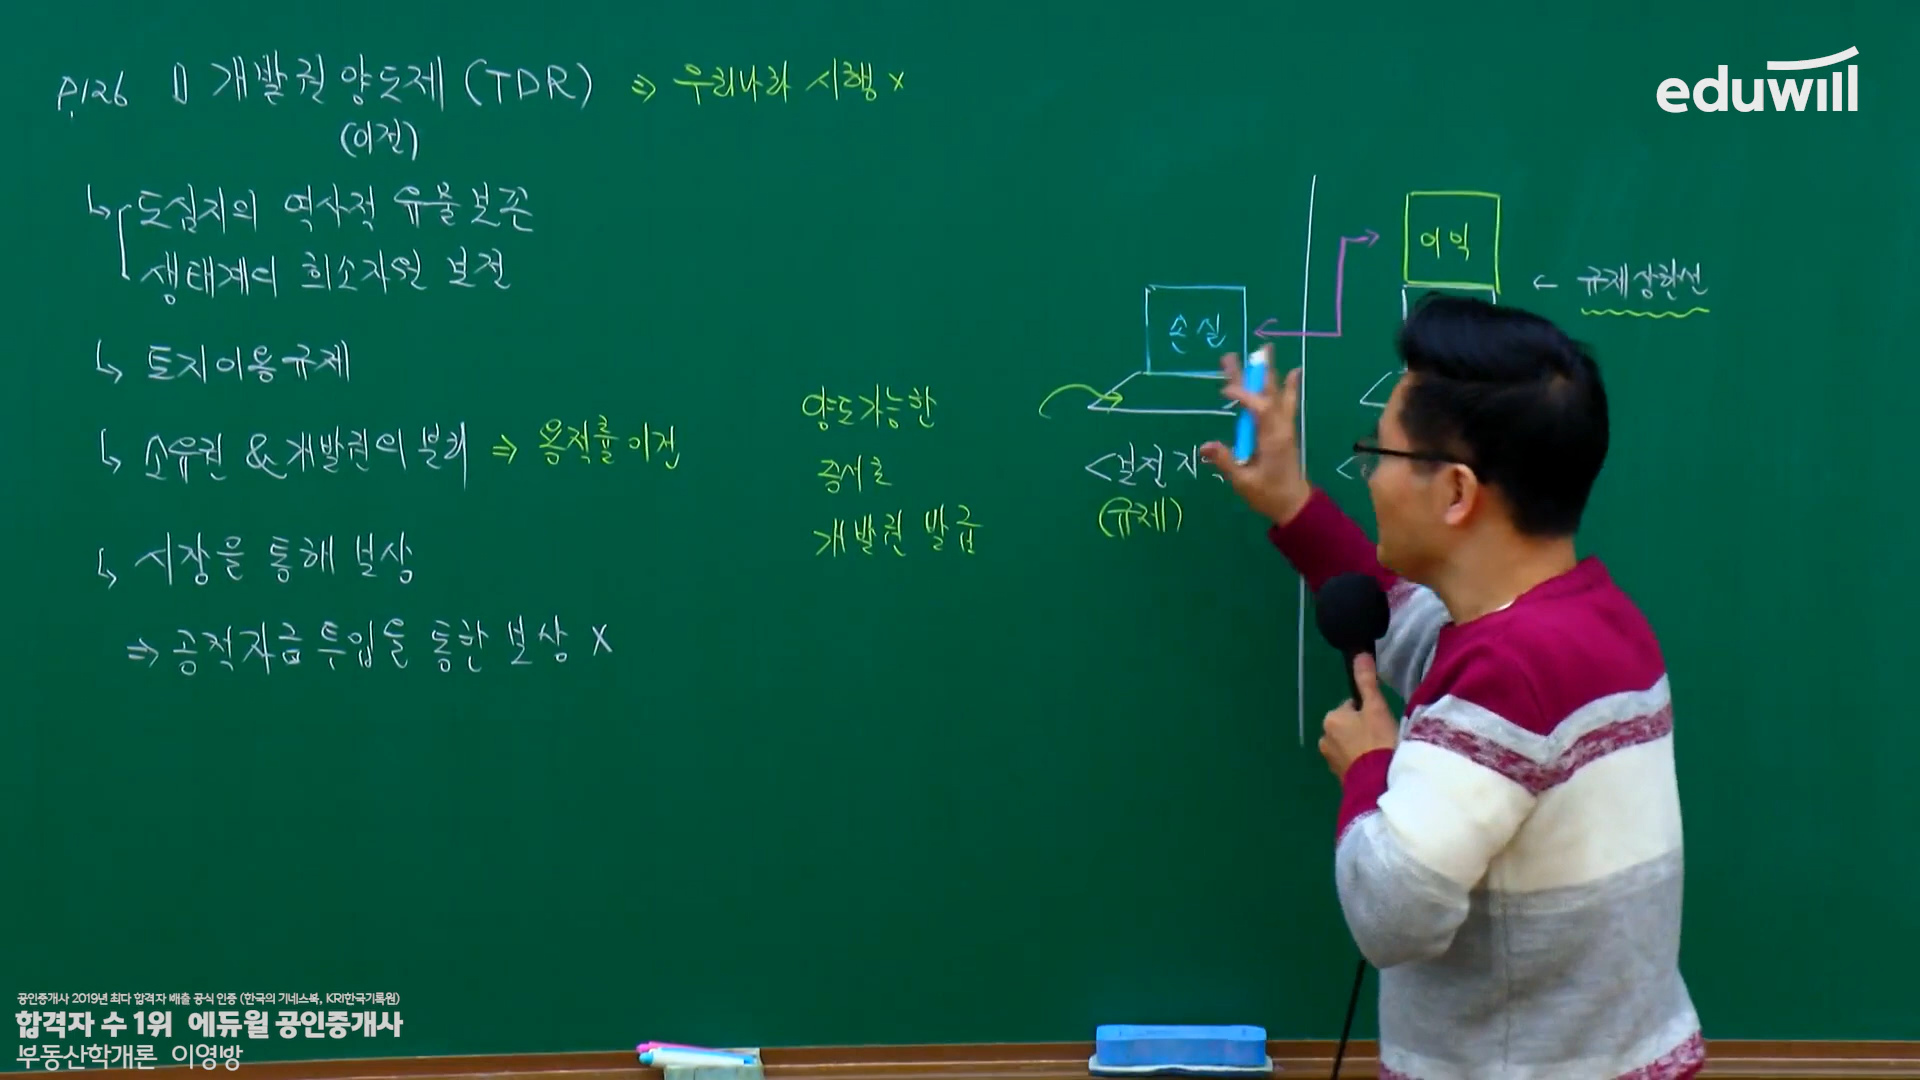 P.126 1) 개발권양도제 (TDR) ⇒ 우리나라 시행 x
(이전)
↳ 도심지의 역사적 유물보존
생태계의 희소자원 보전
↳ 토지이용규제
↳ 소유권 & 개발권의 분리 ⇒ 용적률이전
↳ 시장을 통해 보상
⇒ 공적자금투입을 통한 보상 X
양도가능한
증서로
개발권 발급
손실
<보전지역
(규제)
이익
← 규제상한선
<
eduwill
공인중개사 2019년 최다 합격자 배출 공식 인증 (한국의 기네스북, KRI한국기록원)
합격자 수 1위 에듀윌 공인중개사
부동산학개론 이영방